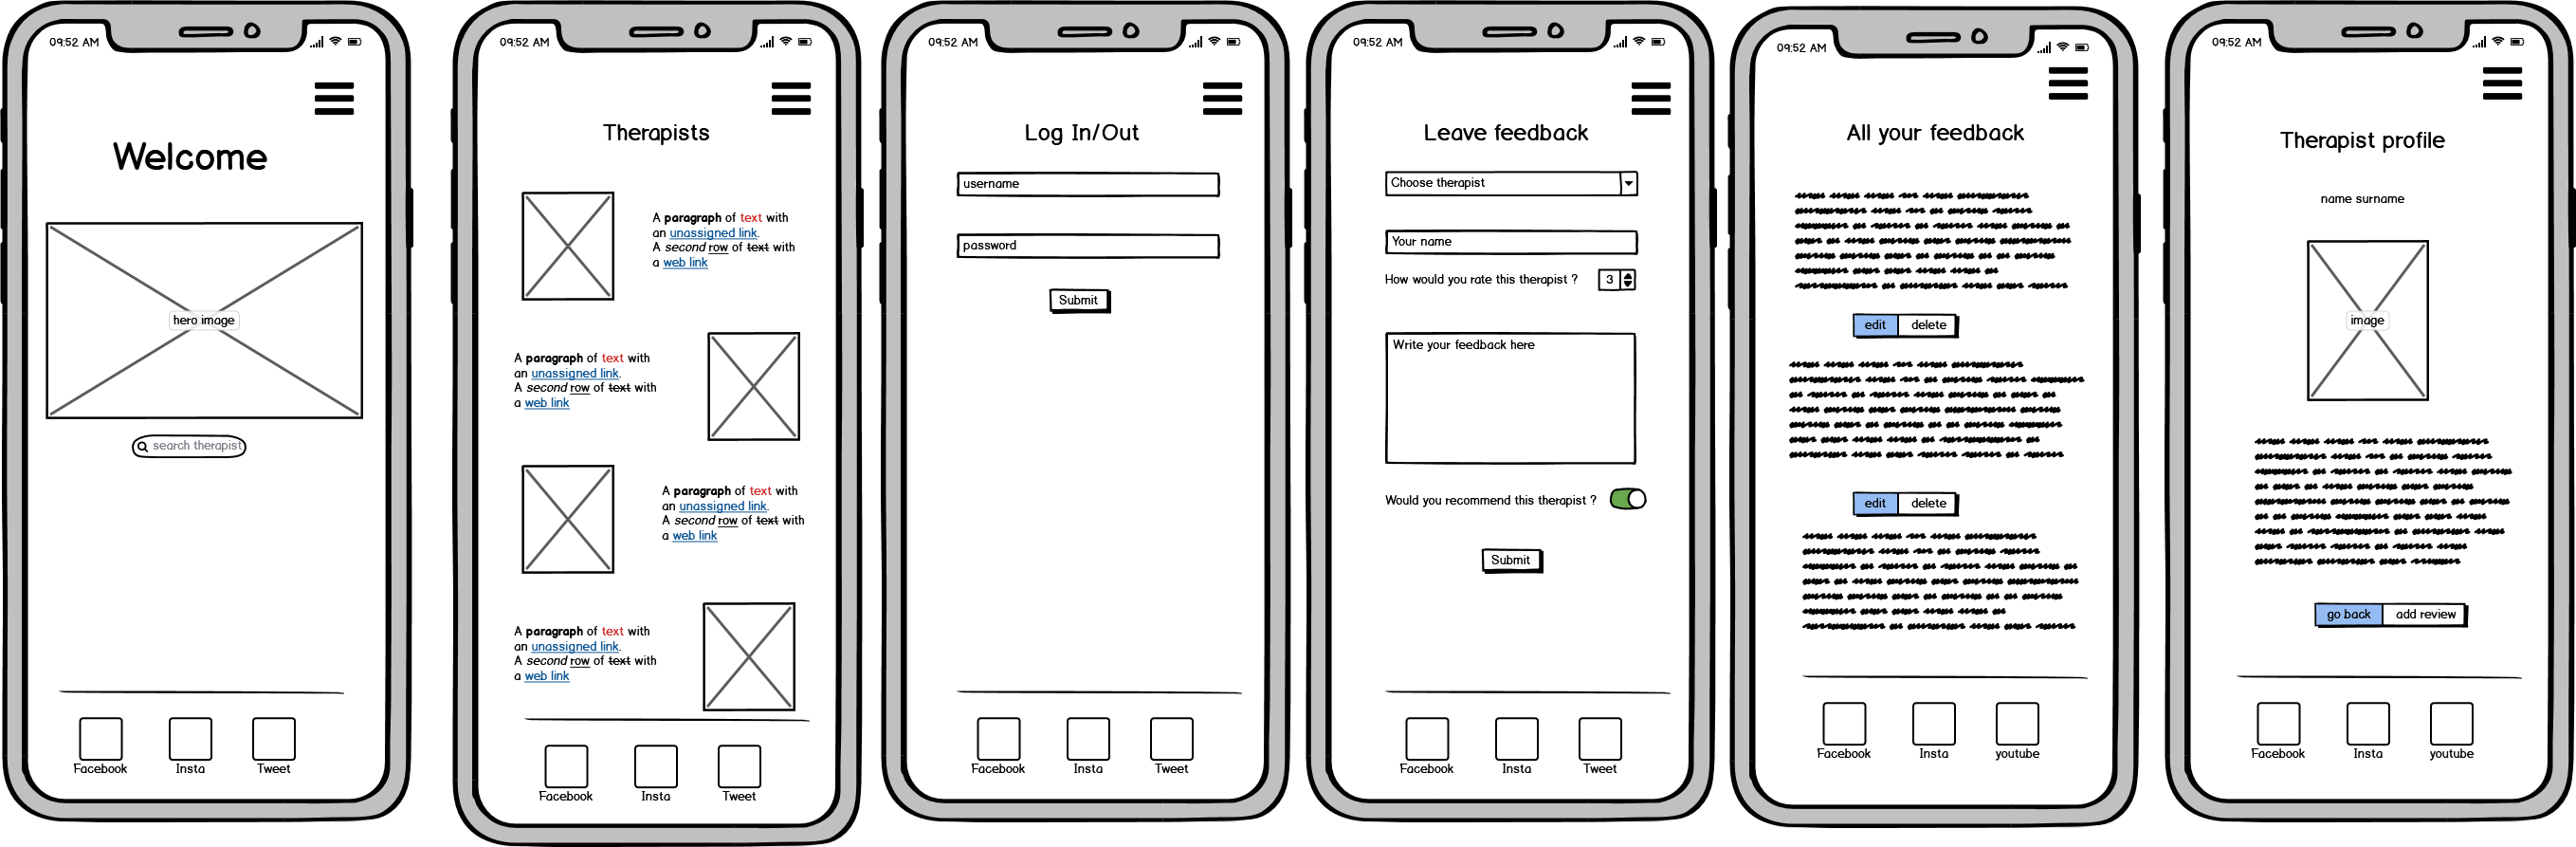 09:52 AM
Welcome
hero image
search therapist
Facebook Insta Tweet
09:52 AM
Therapists
A paragraph of text with
an unassigned link.
A second row of text with
a web link
A paragraph of text with
an unassigned link.
A second row of text with
a web link
A paragraph of text with
an unassigned link.
A second row of text with
a web link
A paragraph of text with
an unassigned link.
A second row of text with
a web link
Facebook Insta Tweet
09:52 AM
Log In/Out
username
password
Submit
Facebook Insta Tweet
09:52 AM
Leave feedback
Choose therapist
Your name
How would you rate this therapist ? 3
Write your feedback here
Would you recommend this therapist ?
Submit
Facebook Insta Tweet
09:52 AM
All your feedback
edit delete
edit delete
Facebook Insta youtube
09:52 AM
Therapist profile
name surname
image
go back add review
Facebook Insta youtube